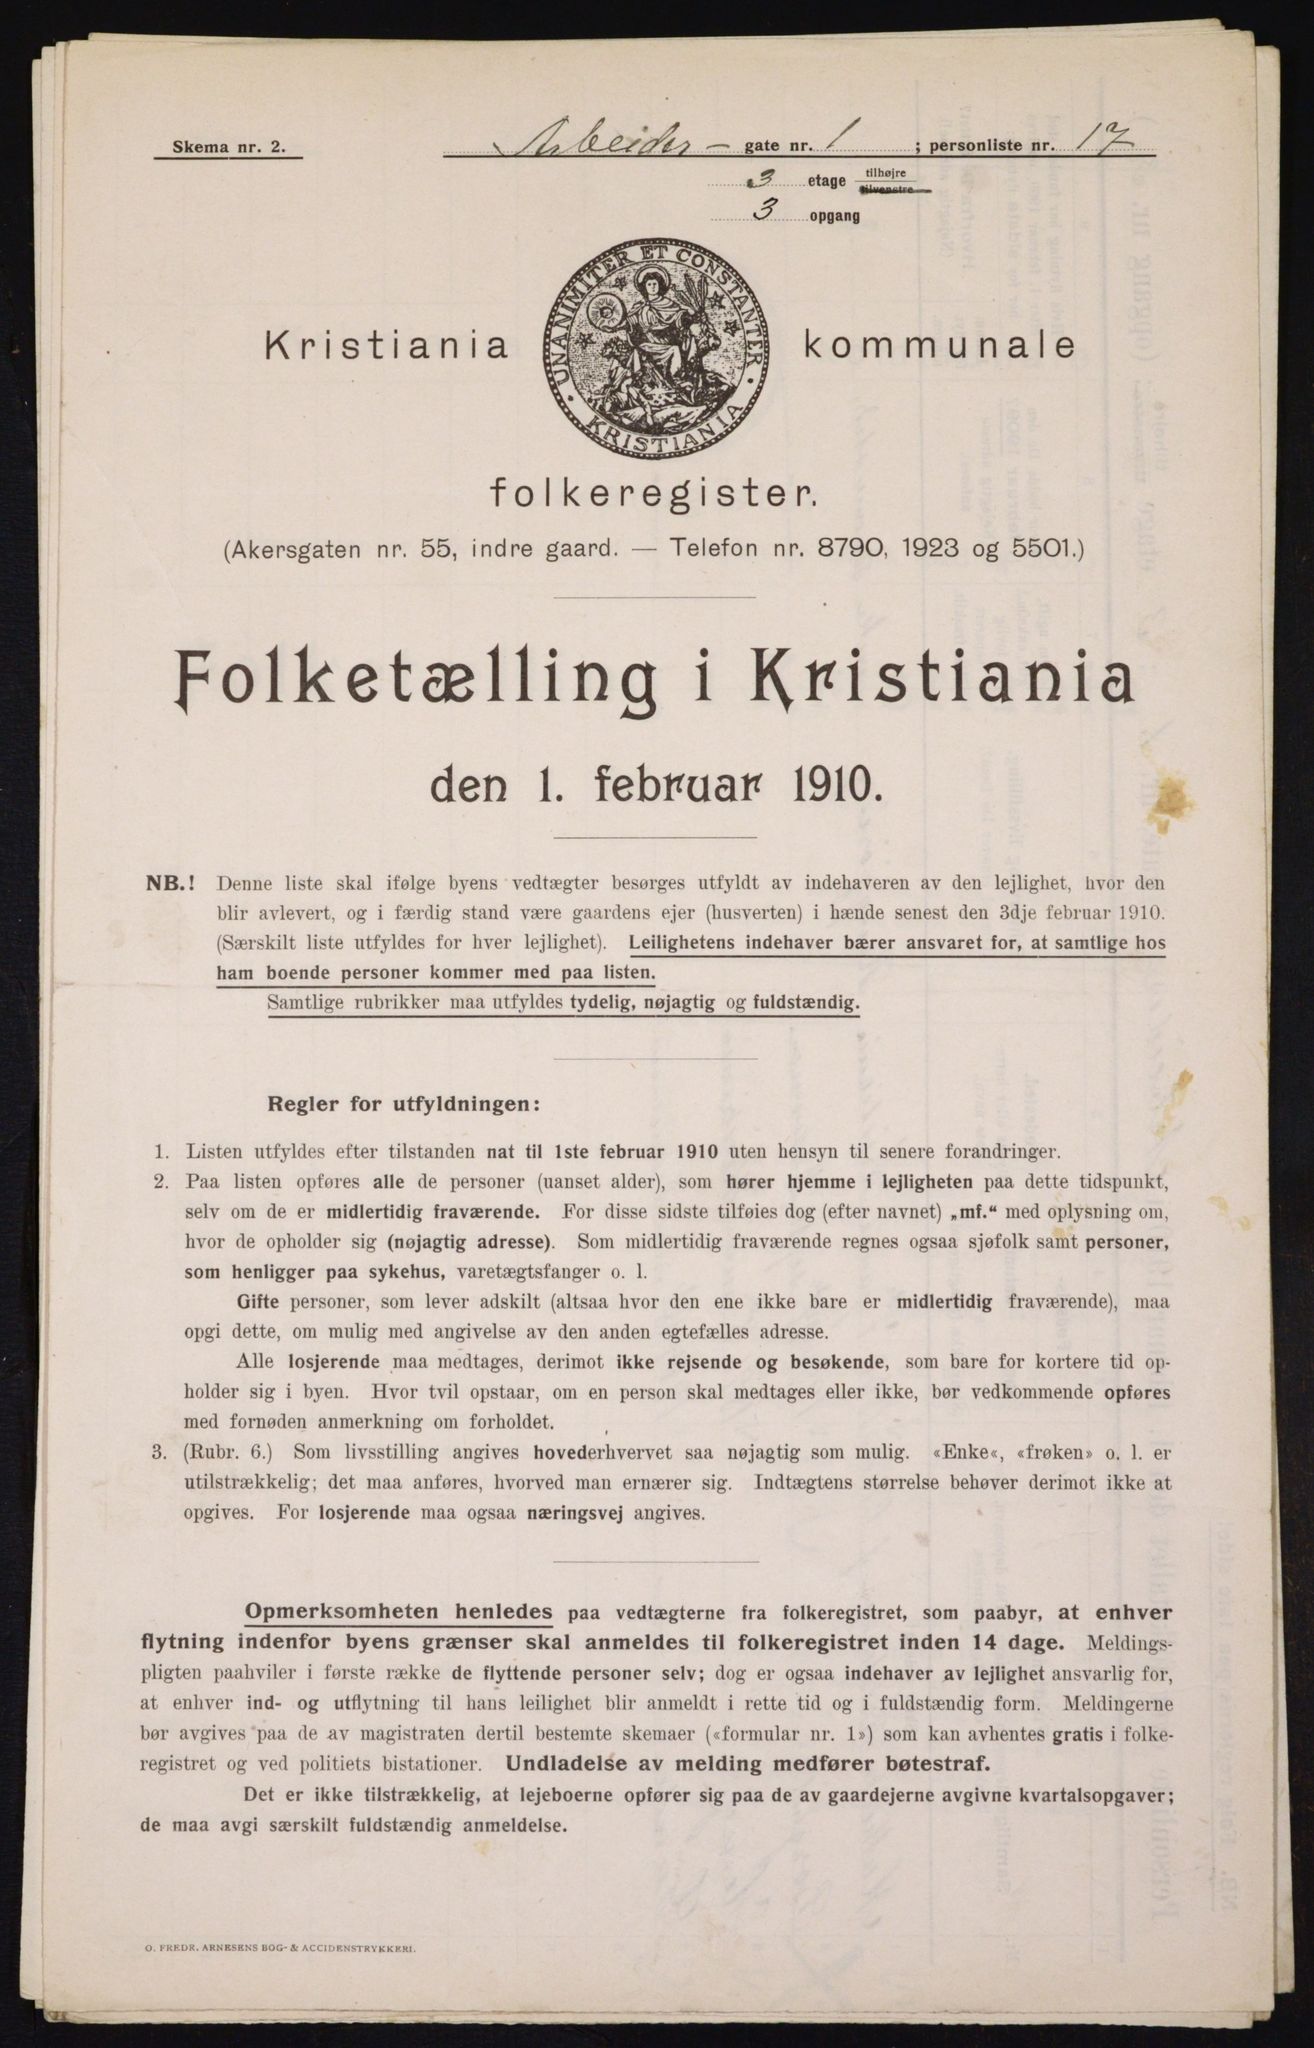 Skema nr. 2.
Arbeider- gate nr. 1 ; personliste nr. 17
3 etage tilhøjre
tilvenstre
3 opgang
UNANIMITER ET CONSTANTER
KRISTIANIA
Kristiania kommunale
folkeregister.
(Akersgaten nr. 55, indre gaard. — Telefon nr. 8790, 1923 og 5501.)
Folketælling i Kristiania
den 1. februar 1910.
NB.! Denne liste skal ifølge byens vedtægter besørges utfyldt av indehaveren av den lejlighet, hvor den
blir avlevert, og i færdig stand være gaardens ejer (husverten) i hænde senest den 3dje februar 1910.
(Særskilt liste utfyldes for hver lejlighet). Leilighetens indehaver bærer ansvaret for, at samtlige hos
ham boende personer kommer med paa listen.
Samtlige rubrikker maa utfyldes tydelig, nøjagtig og fuldstændig.
Regler for utfyldningen:
1. Listen utfyldes efter tilstanden nat til 1ste februar 1910 uten hensyn til senere forandringer.
2. Paa listen opføres alle de personer (uanset alder), som hører hjemme i lejligheten paa dette tidspunkt,
selv om de er midlertidig fraværende. For disse sidste tilføies dog (efter navnet) „mf.“ med oplysning om,
hvor de opholder sig (nøjagtig adresse). Som midlertidig fraværende regnes ogsaa sjøfolk samt personer,
som henligger paa sykehus, varetægtsfanger o. l.
Gifte personer, som lever adskilt (altsaa hvor den ene ikke bare er midlertidig fraværende), maa
opgi dette, om mulig med angivelse av den anden egtefælles adresse.
Alle losjerende maa medtages, derimot ikke rejsende og besøkende, som bare for kortere tid op-
holder sig i byen. Hvor tvil opstaar, om en person skal medtages eller ikke, bør vedkommende opføres
med fornøden anmerkning om forholdet.
3. (Rubr. 6.) Som livsstilling angives hovederhvervet saa nøjagtig som mulig. «Enke«, «frøken» o. l. er
utilstrækkelig; det maa anføres, hvorved man ernærer sig. Indtægtens størrelse behøver derimot ikke at
opgives. For losjerende maa ogsaa næringsvej angives.
Opmerksomheten henledes paa vedtægterne fra folkeregistret, som paabyr, at enhver
flytning indenfor byens grænser skal anmeldes til folkeregistret inden 14 dage. Meldings-
pligten paahviler i første række de flyttende personer selv; dog er ogsaa indehaver av lejlighet ansvarlig for,
at enhver ind- og utflytning til hans leilighet blir anmeldt i rette tid og i fuldstændig form. Meldingerne
bør avgives paa de av magistraten dertil bestemte skemaer («formular nr. 1») som kan avhentes gratis i folke-
registret og ved politiets bistationer. Undladelse av melding medfører bøtestraf.
Det er ikke tilstrækkelig, at lejeboerne opfører sig paa de av gaardejerne avgivne kvartalsopgaver;
de maa avgi særskilt fuldstændig anmeldelse.
O. FREDR. ARNESENS BOG- & ACCIDENSTRYKKERI.